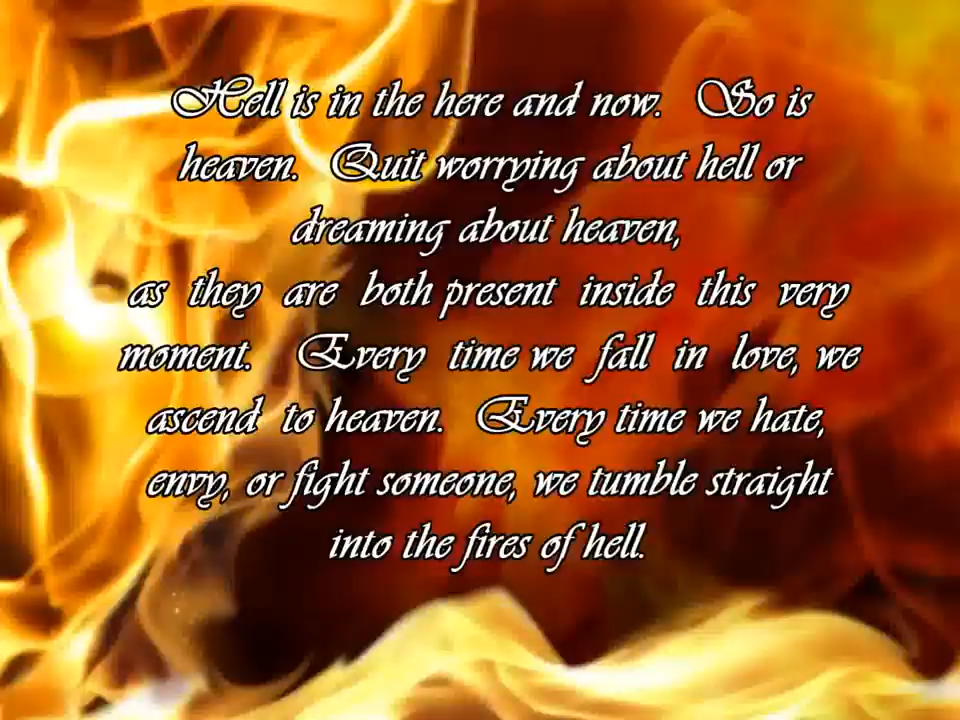 Hell is in the here and now. So is
heaven. Quit worrying about hell or
dreaming about heaven,
as they are both present inside this very
moment. Every time we fall in love, we
ascend to heaven. Every time we hate,
envy, or fight someone, we tumble straight
into the fires of hell.